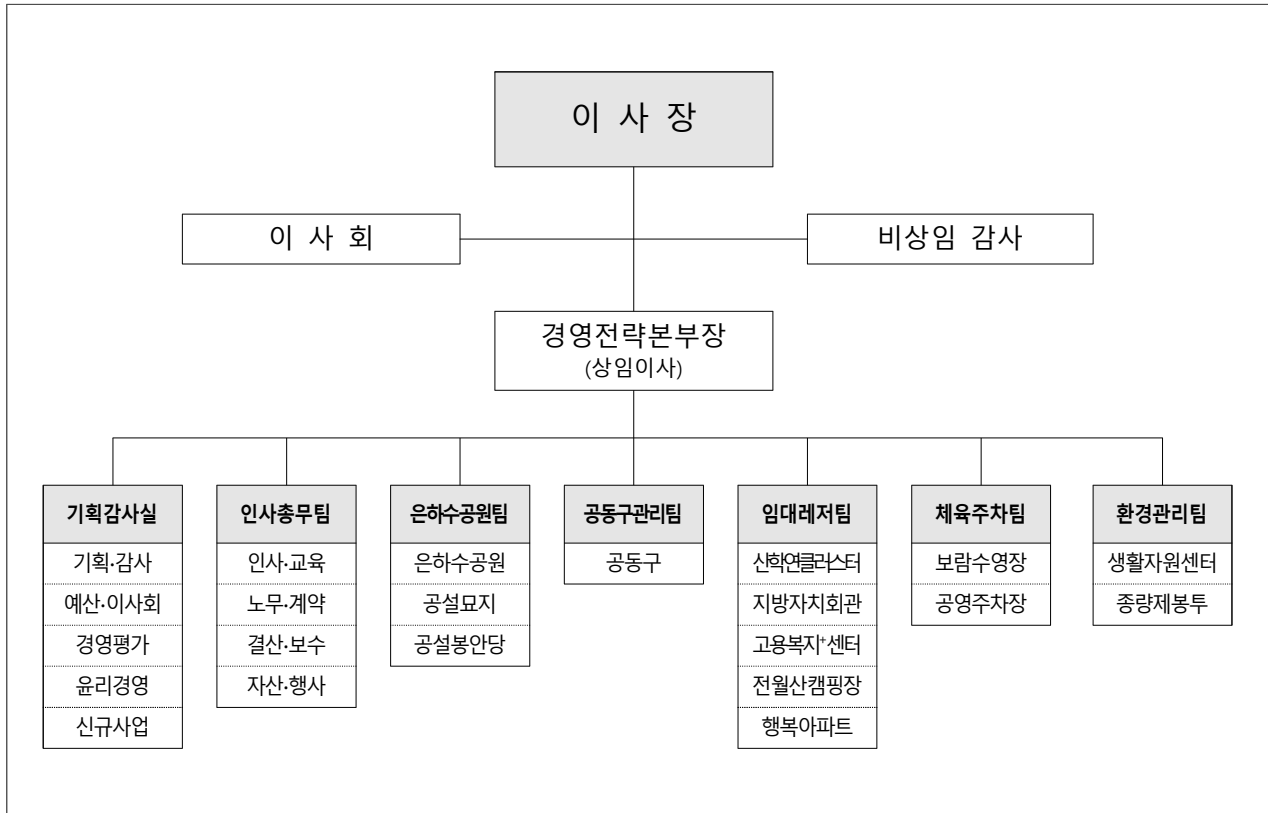 이 사 장
이 사 회
비상임 감사
경영전략본부장
(상임이사)
기획감사실
기획·감사
예산·이사회
경영평가
윤리경영
신규사업
인사총무팀
인사·교육
노무·계약
결산·보수
자산·행사
은하수공원팀
은하수공원
공설묘지
공설봉안당
공동구관리팀
공동구
임대레저팀
산학연클러스터
지방자치회관
고용복지+센터
전월산캠핑장
행복아파트
체육주차팀
보람수영장
공영주차장
환경관리팀
생활자원센터
종량제봉투